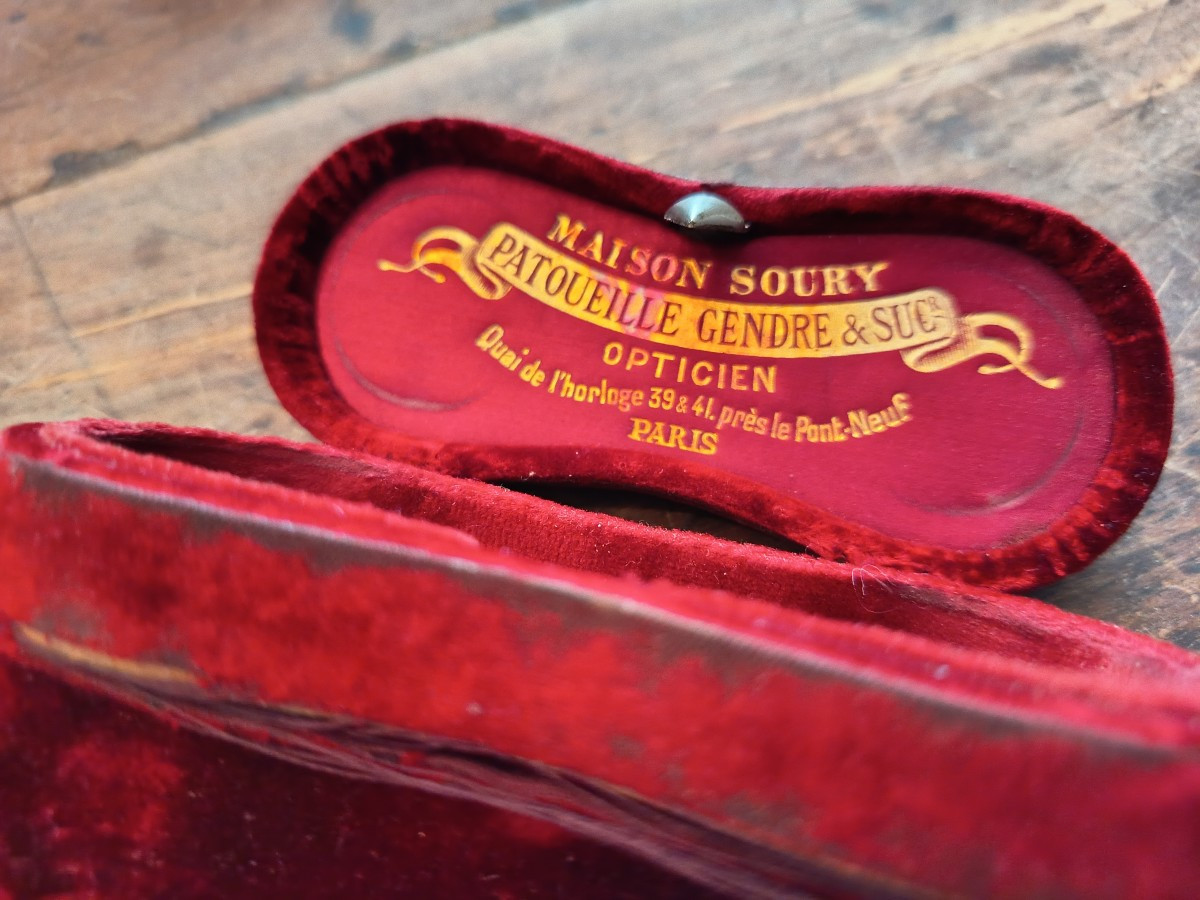 MAISON SOURY
PATOUEILLE GENDRE & SUCR
OPTICIEN
Quai de l'horloge 39 & 41. près le Pont-Neuf
PARIS